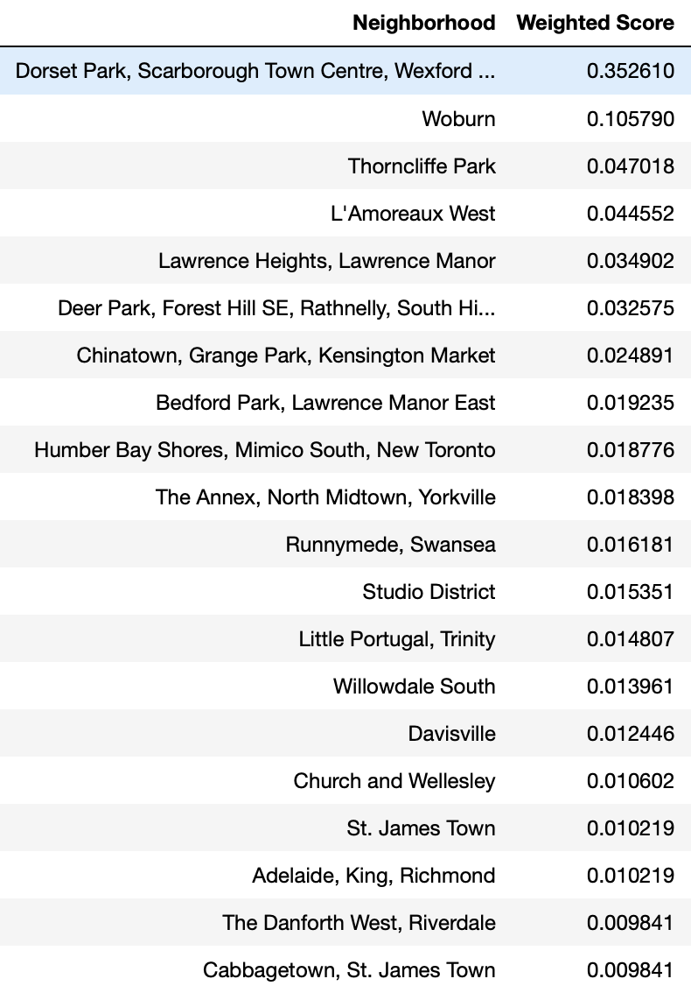 Neighborhood Weighted Score
Dorset Park, Scarborough Town Centre, Wexford ... 0.352610
Woburn 0.105790
Thorncliffe Park 0.047018
L'Amoreaux West 0.044552
Lawrence Heights, Lawrence Manor 0.034902
Deer Park, Forest Hill SE, Rathnelly, South Hi... 0.032575
Chinatown, Grange Park, Kensington Market 0.024891
Bedford Park, Lawrence Manor East 0.019235
Humber Bay Shores, Mimico South, New Toronto 0.018776
The Annex, North Midtown, Yorkville 0.018398
Runnymede, Swansea 0.016181
Studio District 0.015351
Little Portugal, Trinity 0.014807
Willowdale South 0.013961
Davisville 0.012446
Church and Wellesley 0.010602
St. James Town 0.010219
Adelaide, King, Richmond 0.010219
The Danforth West, Riverdale 0.009841
Cabbagetown, St. James Town 0.009841